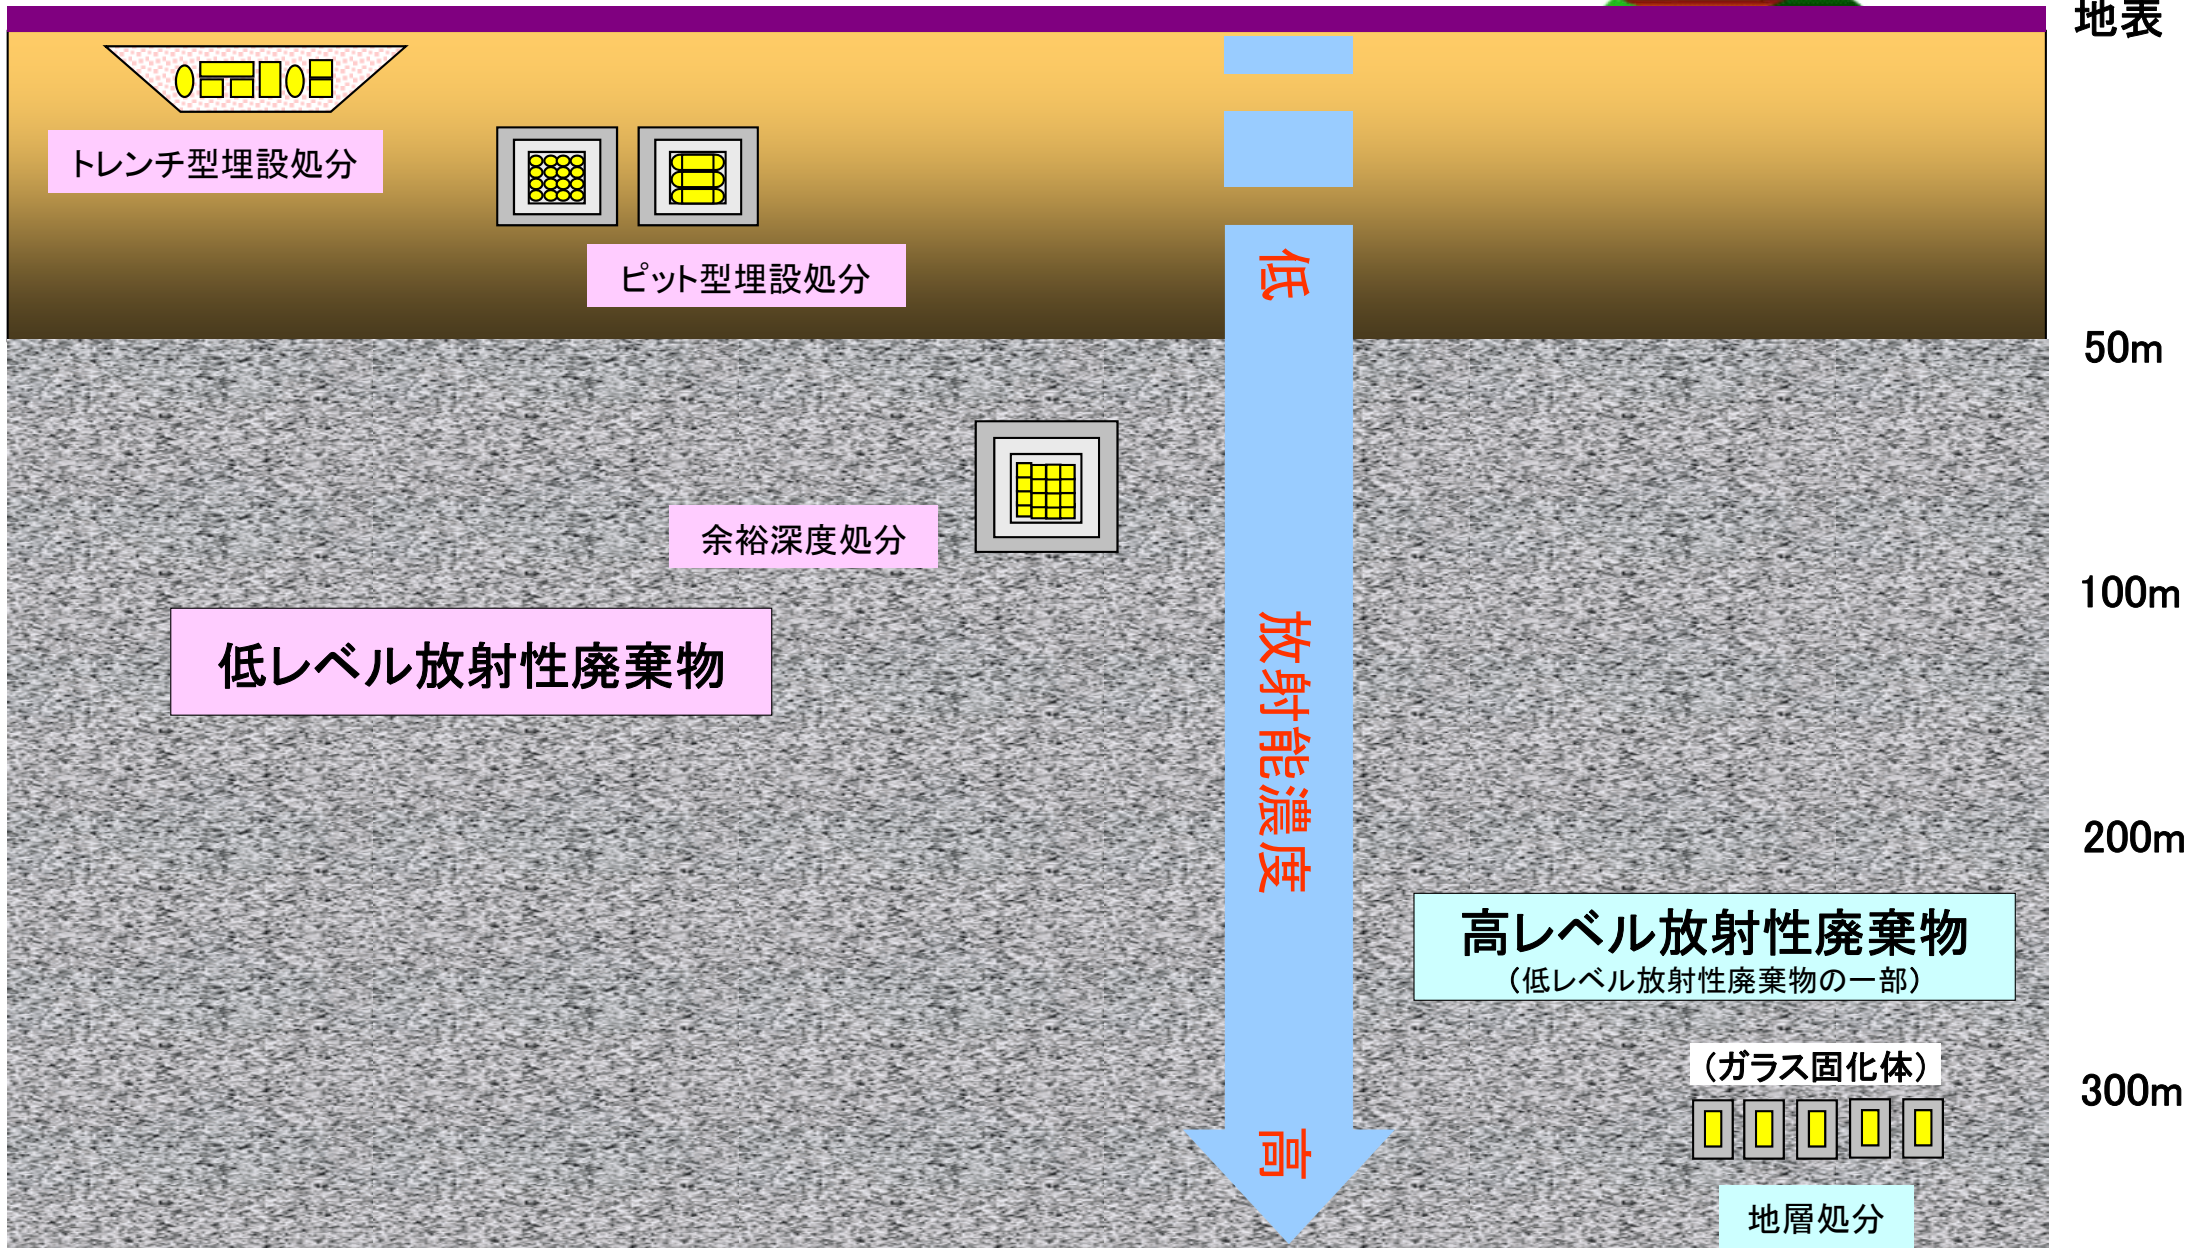 地表
トレンチ型埋設処分
ピット型埋設処分
低
50m
余裕深度処分
100m
低レベル放射性廃棄物
放射能濃度
200m
高レベル放射性廃棄物
（低レベル放射性廃棄物の一部）
（ガラス固化体）
300m
高
地層処分